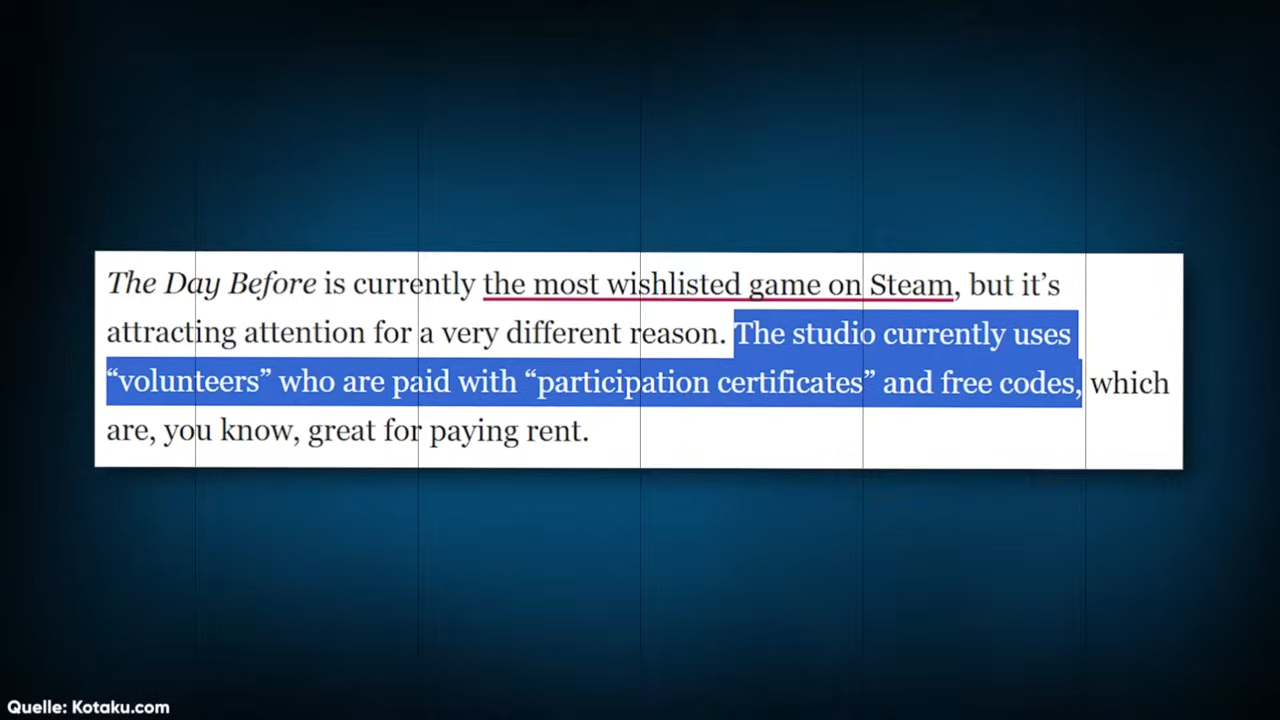 The Day Before is currently the most wishlisted game on Steam, but it’s
attracting attention for a very different reason. The studio currently uses
“volunteers” who are paid with “participation certificates” and free codes, which
are, you know, great for paying rent.
Quelle: Kotaku.com